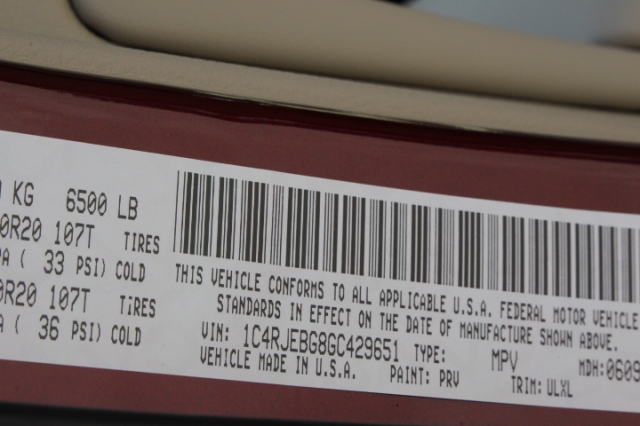 KG 6500 LB
0R20 107T TIRES
( 33 PSI) COLD
0R20 107T TIRES
( 36 PSI) COLD
THIS VEHICLE CONFORMS TO ALL APPLICABLE U.S.A. FEDERAL MOTOR VEHICLE
STANDARDS IN EFFECT ON THE DATE OF MANUFACTURE SHOWN ABOVE.
VIN: 1C4RJEBG8GC429651 TYPE: MPV MDH:0609
VEHICLE MADE IN U.S.A. PAINT: PRV TRIM: ULXL